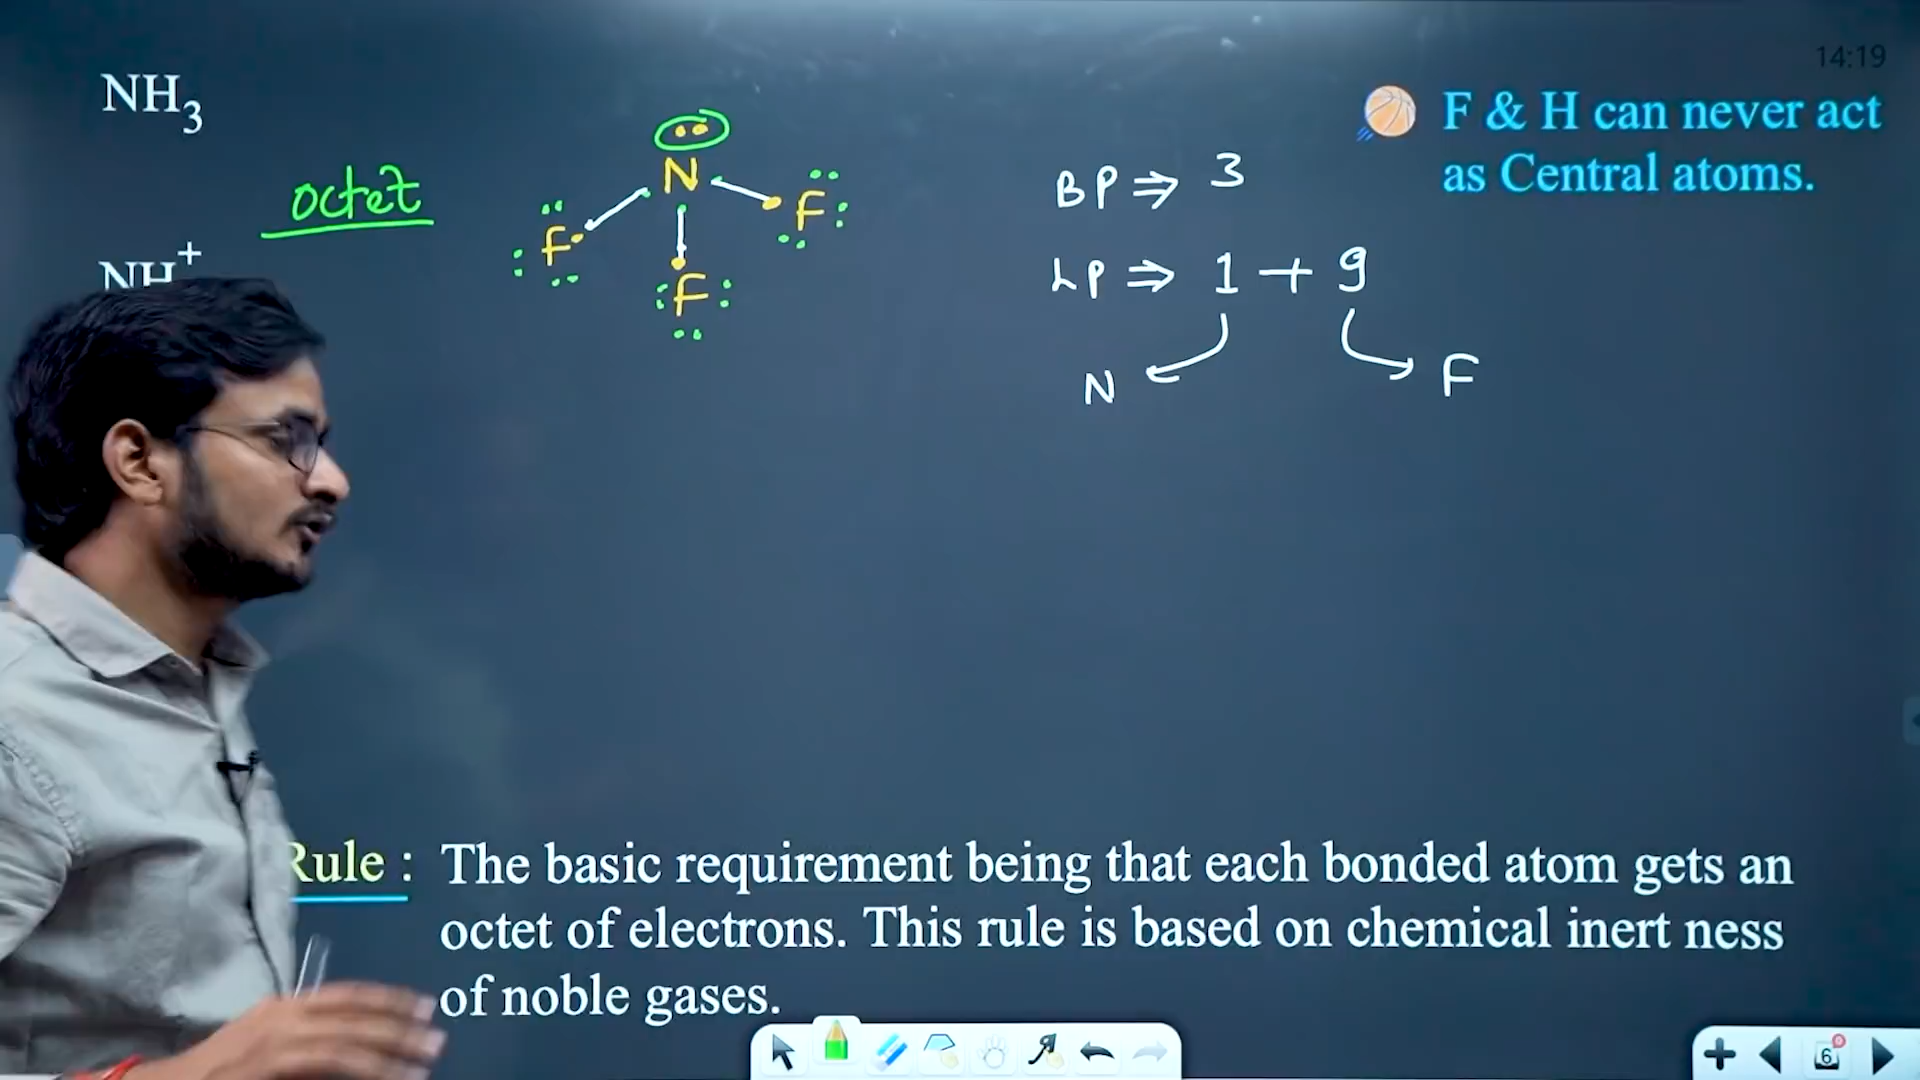 14:19
NH₃
F & H can never act
as Central atoms.
octet
N
F
F
F
BP ⇒ 3
LP ⇒ 1 + 9
N
F
NH⁺
Rule : The basic requirement being that each bonded atom gets an
octet of electrons. This rule is based on chemical inert ness
of noble gases.
6